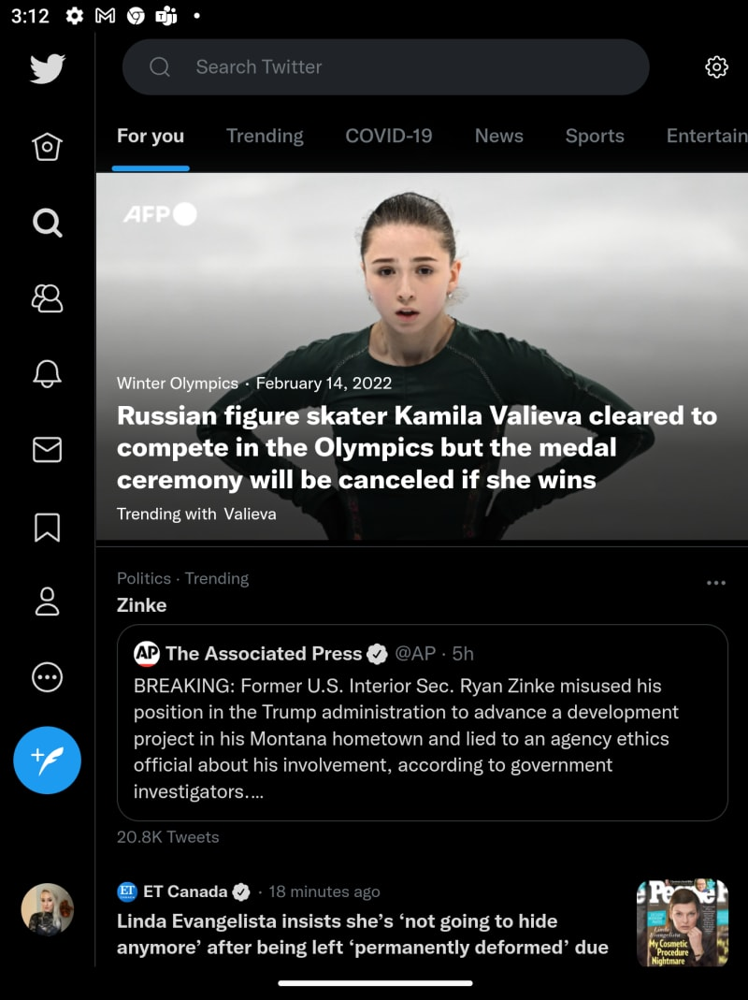 3:12
Search Twitter
For you Trending COVID-19 News Sports Entertain
AFP
Winter Olympics · February 14, 2022
Russian figure skater Kamila Valieva cleared to
compete in the Olympics but the medal
ceremony will be canceled if she wins
Trending with Valieva
Politics · Trending
Zinke
AP The Associated Press @AP · 5h
BREAKING: Former U.S. Interior Sec. Ryan Zinke misused his
position in the Trump administration to advance a development
project in his Montana hometown and lied to an agency ethics
official about his involvement, according to government
investigators.…
20.8K Tweets
ET ET Canada · 18 minutes ago
Linda Evangelista insists she’s ‘not going to hide
anymore’ after being left ‘permanently deformed’ due
People
Linda
Evangelista
My Cosmetic
Procedure
Nightmare